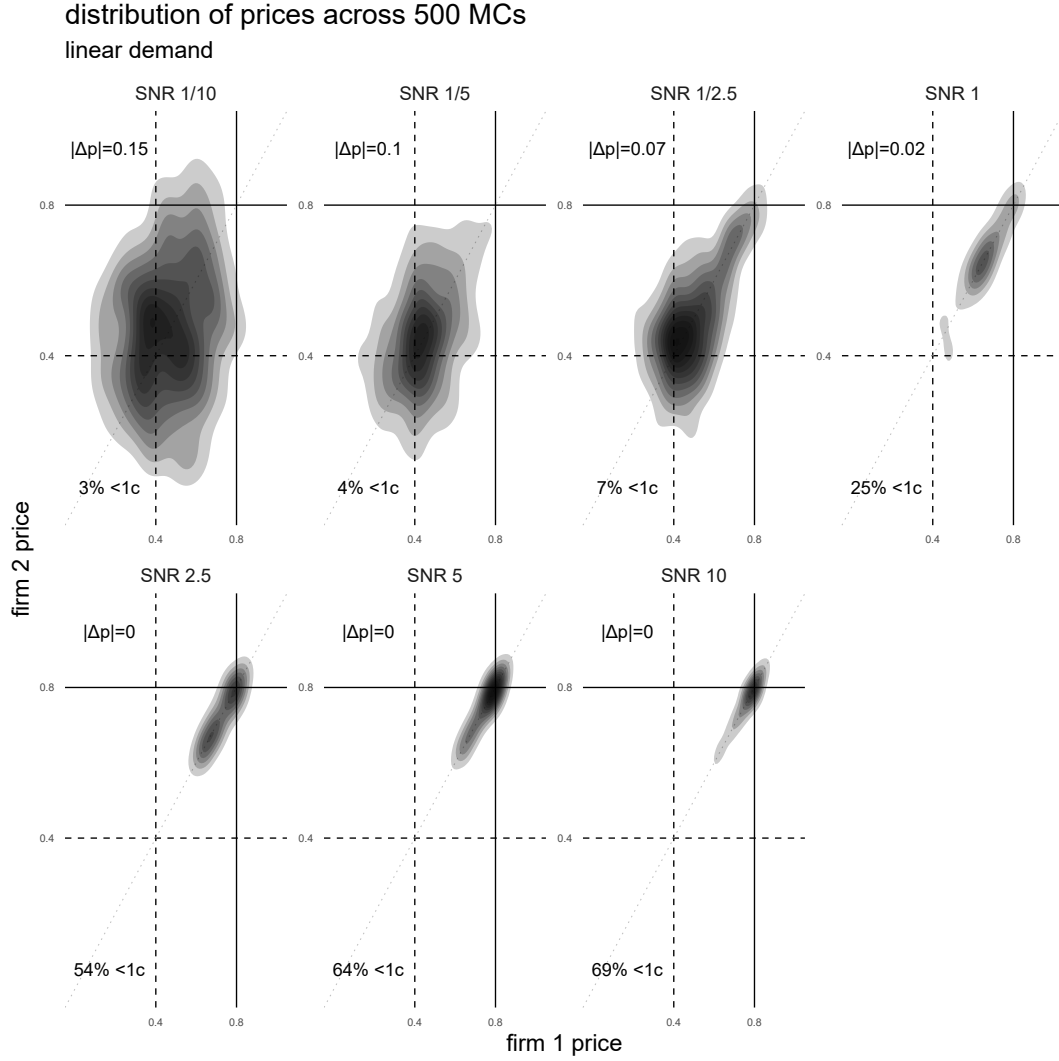 distribution of prices across 500 MCs
linear demand
SNR 1/10
SNR 1/5
SNR 1/2.5
SNR 1
|Δp|=0.15
|Δp|=0.1
|Δp|=0.07
|Δp|=0.02
0.8
0.8
0.8
0.8
0.4
0.4
0.4
0.4
3% <1c
4% <1c
7% <1c
25% <1c
0.4 0.8
0.4 0.8
0.4 0.8
0.4 0.8
firm 2 price
SNR 2.5
SNR 5
SNR 10
|Δp|=0
|Δp|=0
|Δp|=0
0.8
0.8
0.8
0.4
0.4
0.4
54% <1c
64% <1c
69% <1c
0.4 0.8
0.4 0.8
0.4 0.8
firm 1 price